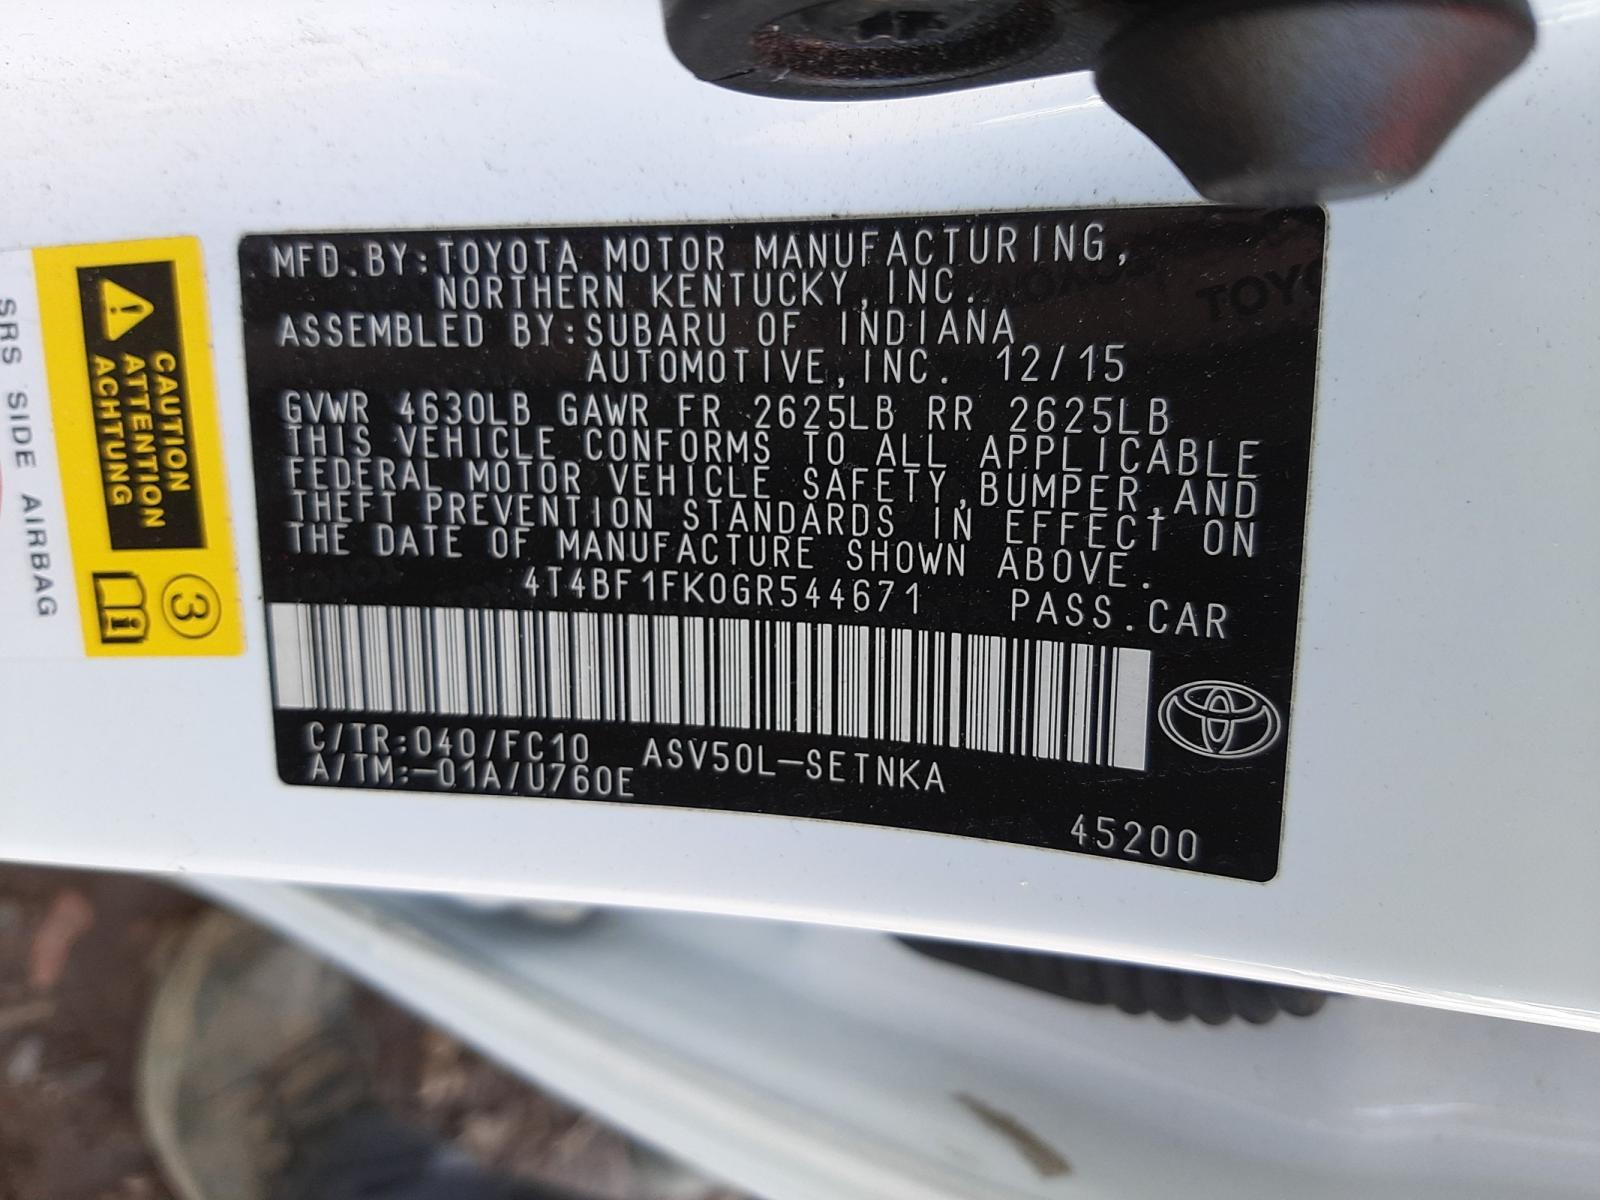 MFD.BY:TOYOTA MOTOR MANUFACTURING,
NORTHERN KENTUCKY,INC.
ASSEMBLED BY:SUBARU OF INDIANA
AUTOMOTIVE,INC. 12/15
GVWR 4630LB GAWR FR 2625LB RR 2625LB
THIS VEHICLE CONFORMS TO ALL APPLICABLE
FEDERAL MOTOR VEHICLE SAFETY,BUMPER,AND
THEFT PREVENTION STANDARDS IN EFFECT ON
THE DATE OF MANUFACTURE SHOWN ABOVE.
4T4BF1FK0GR544671 PASS.CAR
C/TR:040/FC10 ASV50L-SETNKA
A/TM:-01A/U760E
45200
CAUTION
ATTENTION
ACHTUNG
3
SRS SIDE AIRBAG